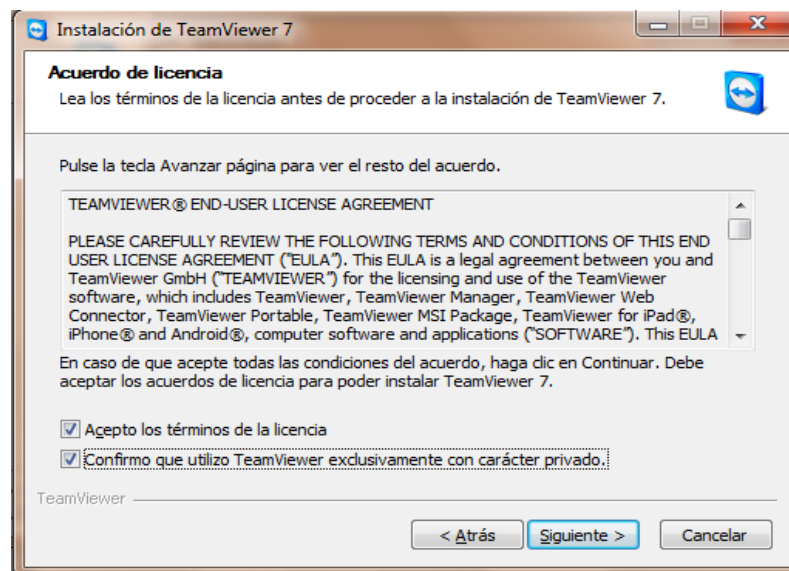 Instalación de TeamViewer 7
Acuerdo de licencia
Lea los términos de la licencia antes de proceder a la instalación de TeamViewer 7.
Pulse la tecla Avanzar página para ver el resto del acuerdo.
TEAMVIEWER® END-USER LICENSE AGREEMENT
PLEASE CAREFULLY REVIEW THE FOLLOWING TERMS AND CONDITIONS OF THIS END
USER LICENSE AGREEMENT ("EULA"). This EULA is a legal agreement between you and
TeamViewer GmbH ("TEAMVIEWER") for the licensing and use of the TeamViewer
software, which includes TeamViewer, TeamViewer Manager, TeamViewer Web
Connector, TeamViewer Portable, TeamViewer MSI Package, TeamViewer for iPad®,
iPhone® and Android®, computer software and applications ("SOFTWARE"). This EULA
En caso de que acepte todas las condiciones del acuerdo, haga clic en Continuar. Debe
aceptar los acuerdos de licencia para poder instalar TeamViewer 7.
Acepto los términos de la licencia
Confirmo que utilizo TeamViewer exclusivamente con carácter privado.
TeamViewer
< Atrás Siguiente > Cancelar